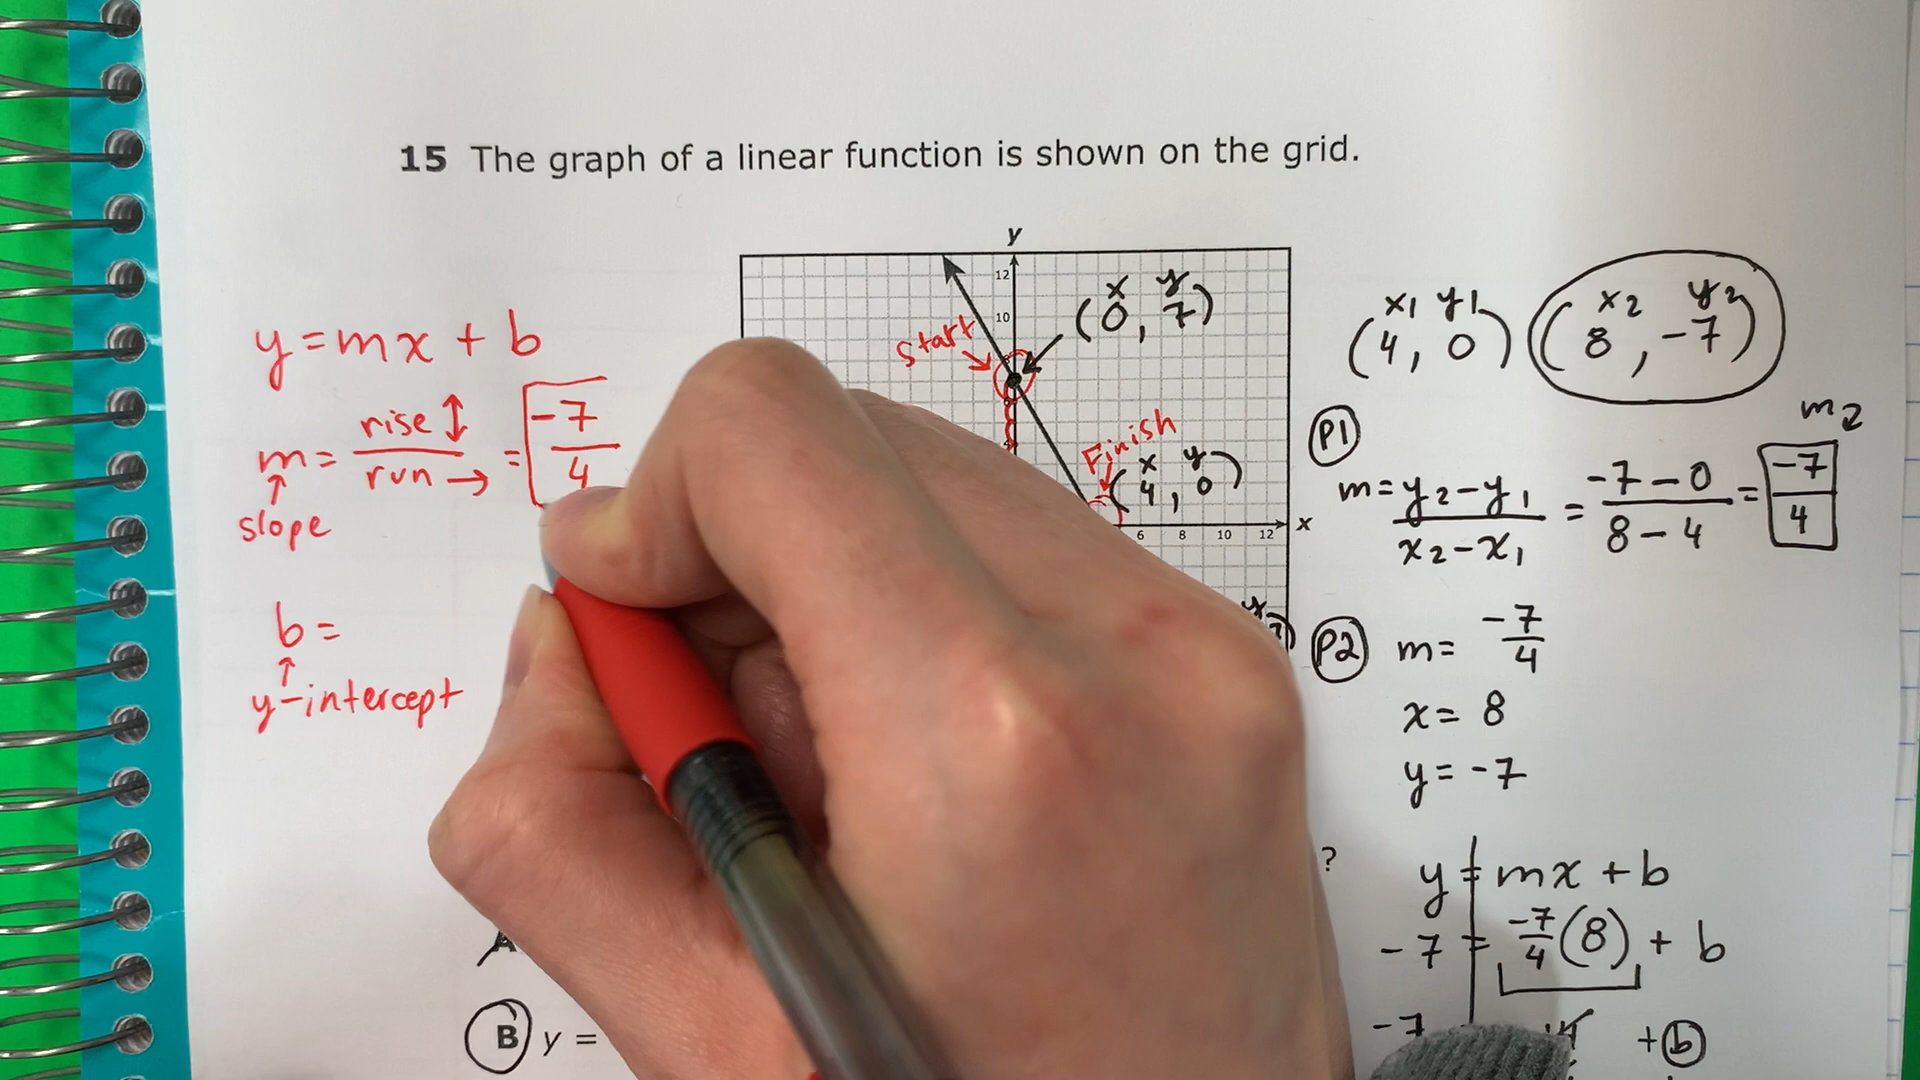 15 The graph of a linear function is shown on the grid.
y
12
10
x y
(0, 7)
Start
Finish
x y
(4, 0)
6 8 10 12 x
y = mx + b
m = rise ↕ / run → = -7/4
↑
slope
b =
↑
y-intercept
x1 y1 x2 y2
(4, 0) (8, -7)
m2
P1
m = y2-y1 / x2-x1 = -7-0 / 8-4 = -7/4
P2 m = -7/4
x = 8
y = -7
?
y = mx + b
-7 = -7/4 (8) + b
-7 + b
A
B y =